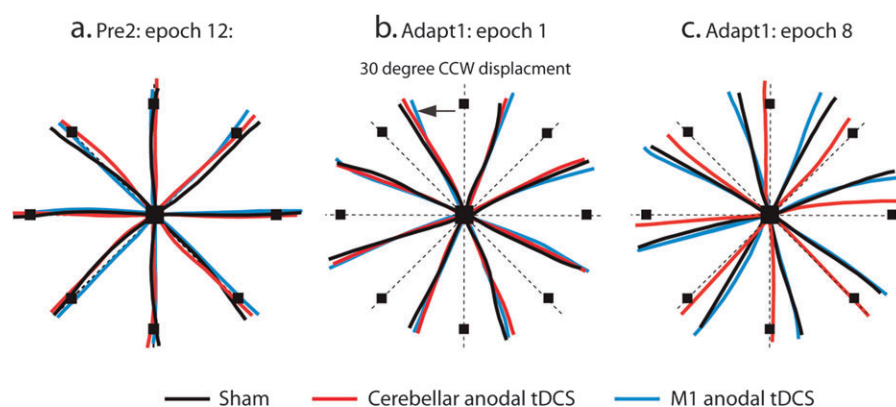 a. Pre2: epoch 12:
b. Adapt1: epoch 1
c. Adapt1: epoch 8
30 degree CCW displacment
Sham
Cerebellar anodal tDCS
M1 anodal tDCS